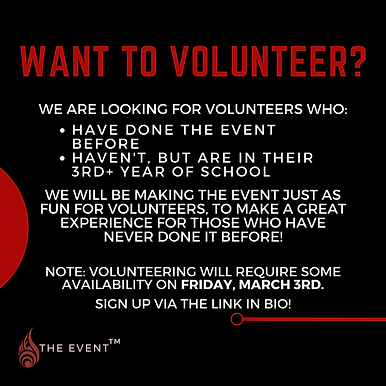 WANT TO VOLUNTEER?
WE ARE LOOKING FOR VOLUNTEERS WHO:
• HAVE DONE THE EVENT
BEFORE
• HAVEN'T, BUT ARE IN THEIR
3RD+ YEAR OF SCHOOL
WE WILL BE MAKING THE EVENT JUST AS
FUN FOR VOLUNTEERS, TO MAKE A GREAT
EXPERIENCE FOR THOSE WHO HAVE
NEVER DONE IT BEFORE!
NOTE: VOLUNTEERING WILL REQUIRE SOME
AVAILABILITY ON FRIDAY, MARCH 3RD.
SIGN UP VIA THE LINK IN BIO!
THE EVENT™